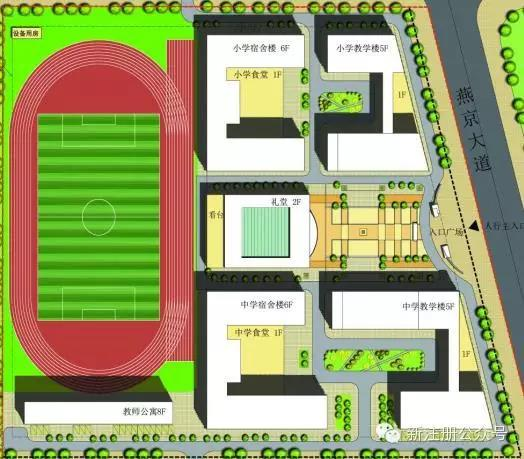 设备用房
小学宿舍楼 6F
小学教学楼5F
小学食堂 1F
1F
燕京大道
看台
礼堂 2F
入口广场
人行主入口
中学宿舍楼6F
中学教学楼5F
中学食堂 1F
1F
教师公寓8F
新注册公众号